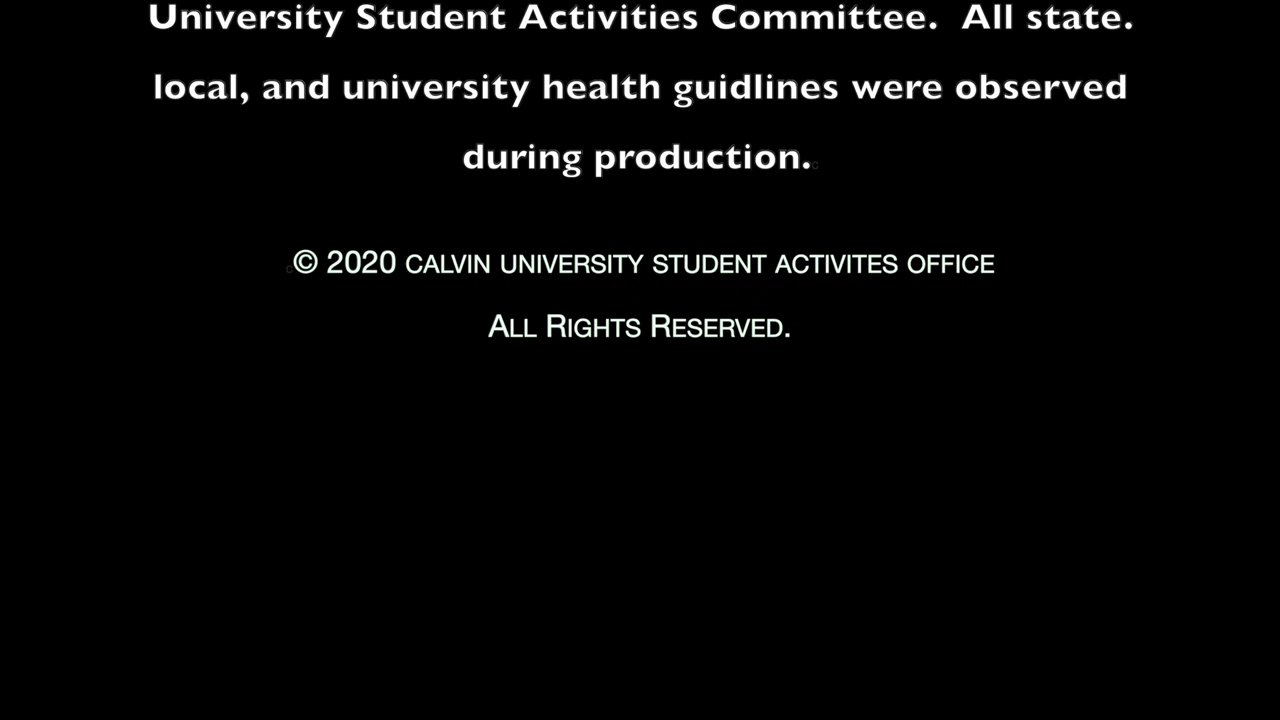 University Student Activities Committee.  All state.
local, and university health guidlines were observed
during production.
© 2020 CALVIN UNIVERSITY STUDENT ACTIVITES OFFICE
ALL RIGHTS RESERVED.